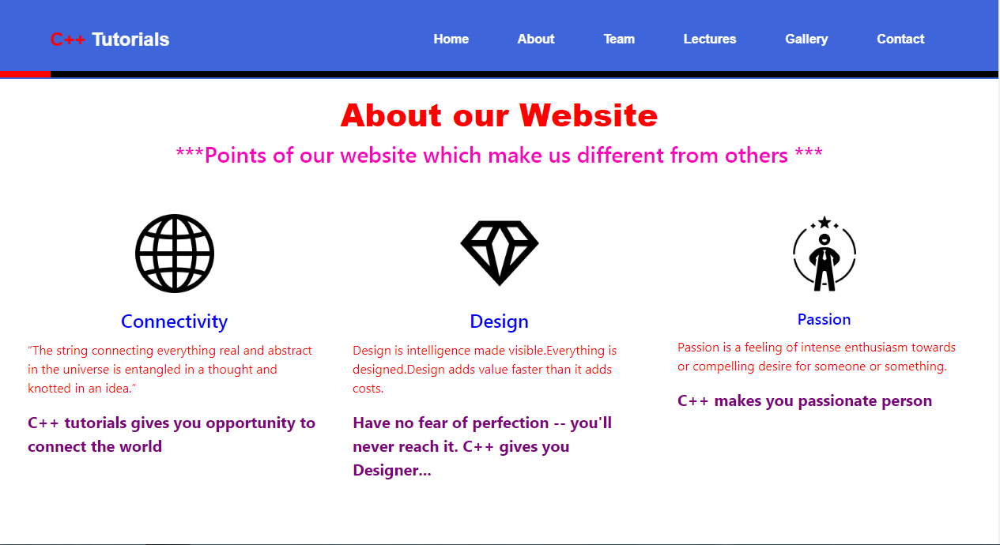 C++ Tutorials
Home About Team Lectures Gallery Contact
About our Website
***Points of our website which make us different from others ***
Connectivity
“The string connecting everything real and abstract
in the universe is entangled in a thought and
knotted in an idea.”
C++ tutorials gives you opportunity to
connect the world
Design
Design is intelligence made visible.Everything is
designed.Design adds value faster than it adds
costs.
Have no fear of perfection -- you'll
never reach it. C++ gives you
Designer...
Passion
Passion is a feeling of intense enthusiasm towards
or compelling desire for someone or something.
C++ makes you passionate person